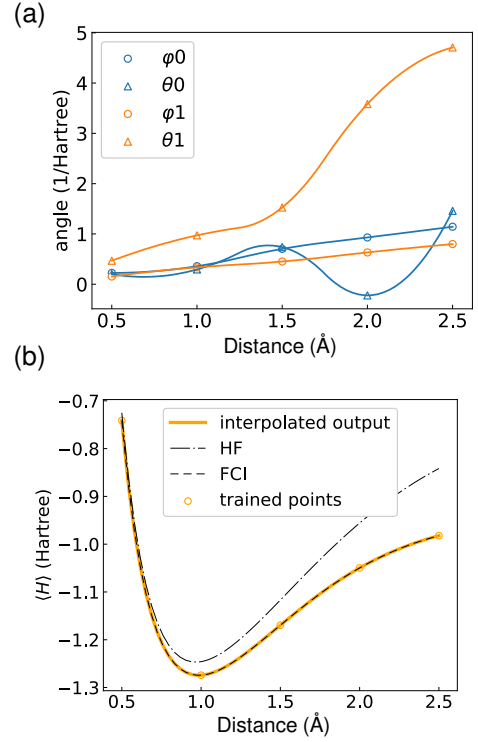 (a)
5
4
3
2
1
0
angle (1/Hartree)
φ0
θ0
φ1
θ1
0.5 1.0 1.5 2.0 2.5
Distance (Å)
(b)
−0.7
−0.8
−0.9
−1.0
−1.1
−1.2
−1.3
⟨H⟩ (Hartree)
interpolated output
HF
FCI
trained points
0.5 1.0 1.5 2.0 2.5
Distance (Å)